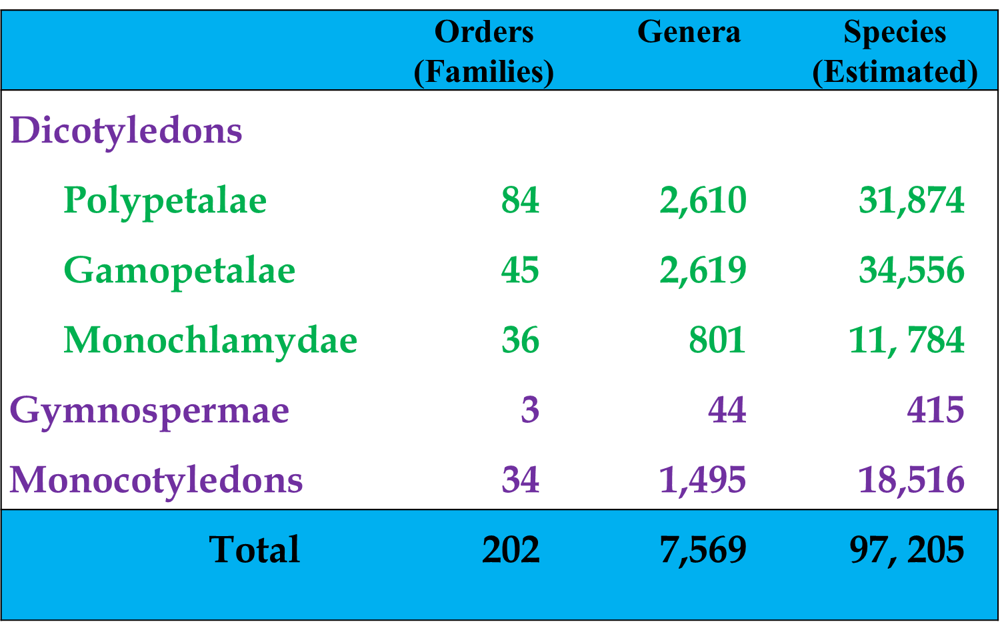 Orders Genera Species
(Families) (Estimated)
Dicotyledons
Polypetalae 84 2,610 31,874
Gamopetalae 45 2,619 34,556
Monochlamydae 36 801 11, 784
Gymnospermae 3 44 415
Monocotyledons 34 1,495 18,516
Total 202 7,569 97, 205